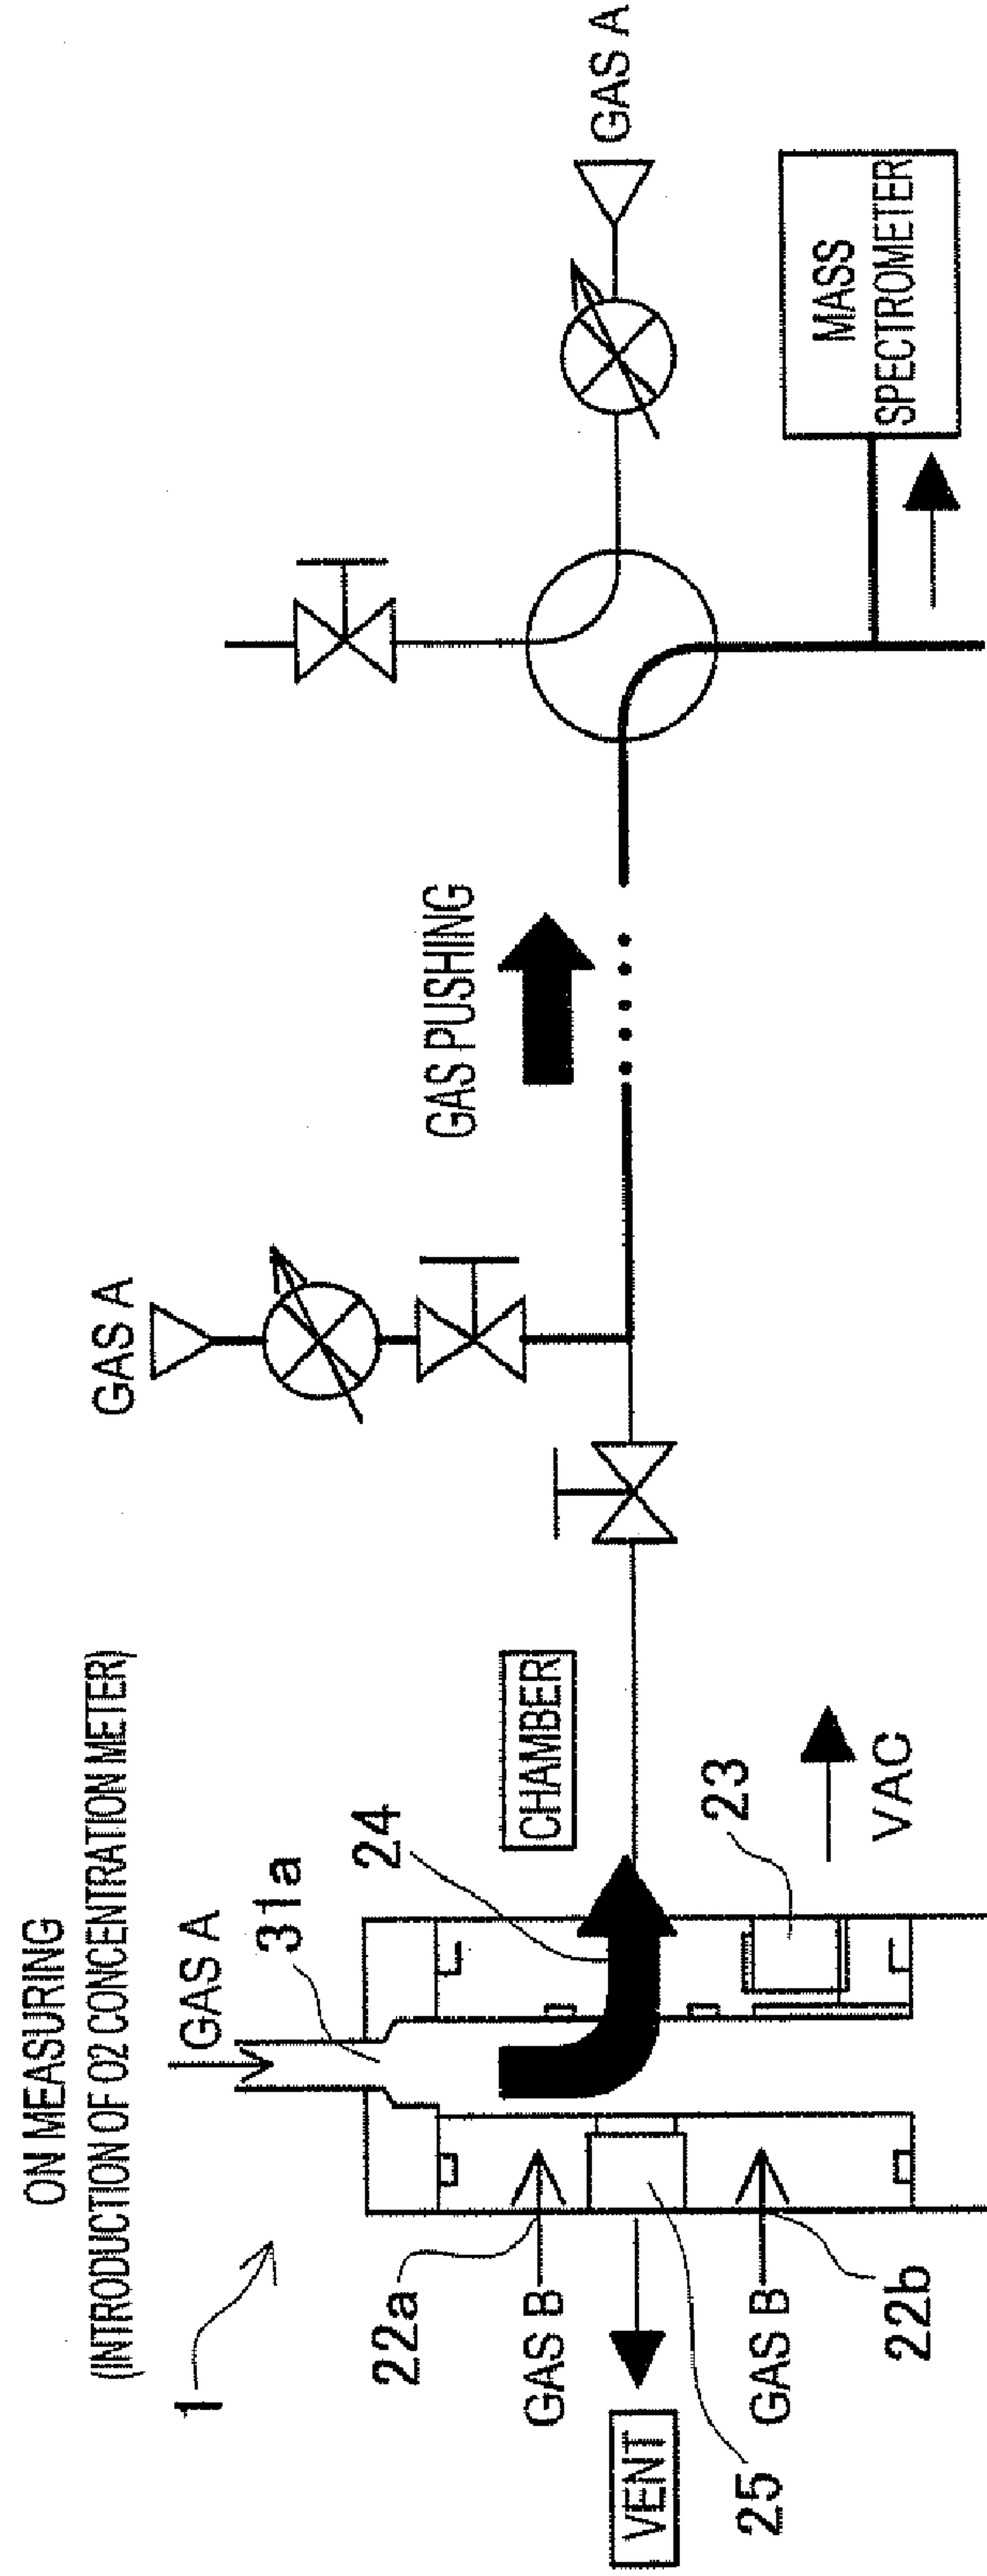 ON MEASURING
(INTRODUCTION OF O2 CONCENTRATION METER)
1
GAS A
31a
24
CHAMBER
22a
GAS B
VENT
25
GAS B
22b
23
VAC
GAS A
GAS PUSHING
GAS A
MASS
SPECTROMETER